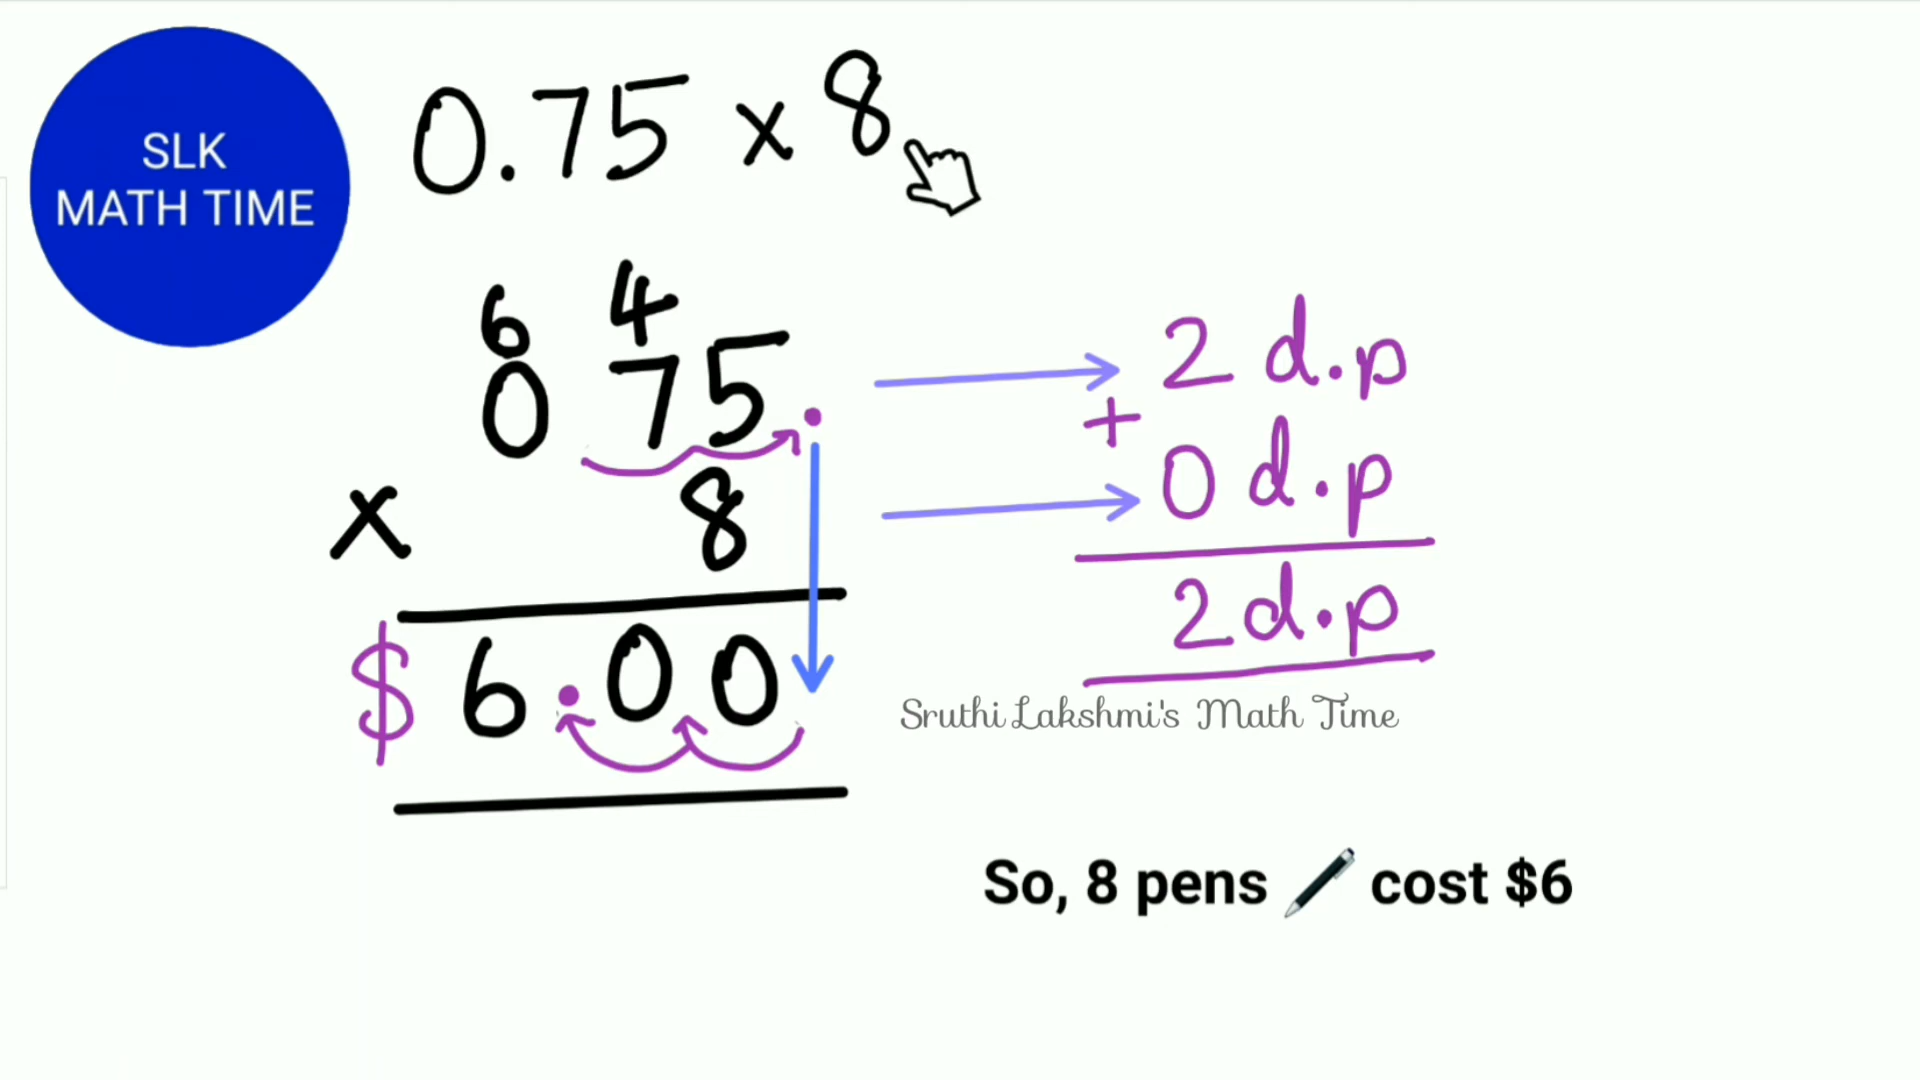 SLK
MATH TIME
0.75 x 8
6 4
0 75.
x 8
$ 6.00
2 d.p
+
0 d.p
2 d.p
Sruthi Lakshmi's Math Time
So, 8 pens 🖊 cost $6